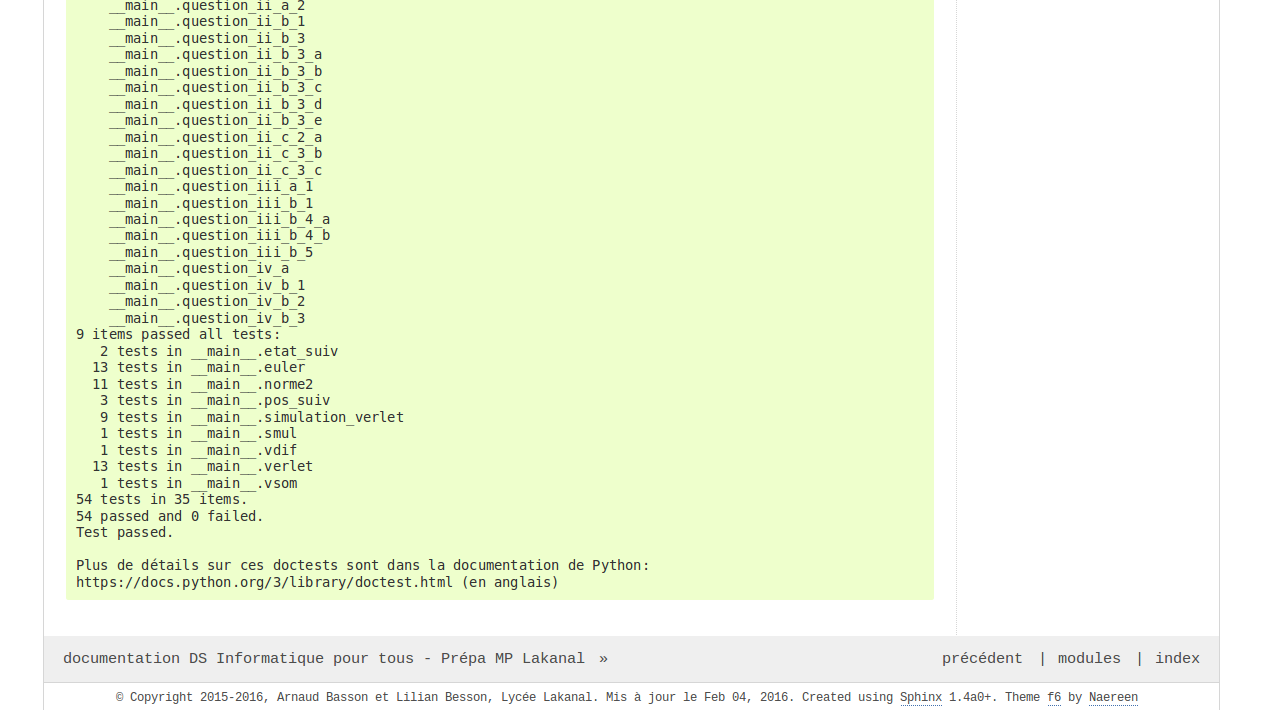 __main__.question_ii_a_2
__main__.question_ii_b_1
__main__.question_ii_b_3
__main__.question_ii_b_3_a
__main__.question_ii_b_3_b
__main__.question_ii_b_3_c
__main__.question_ii_b_3_d
__main__.question_ii_b_3_e
__main__.question_ii_c_2_a
__main__.question_ii_c_3_b
__main__.question_ii_c_3_c
__main__.question_iii_a_1
__main__.question_iii_b_1
__main__.question_iii_b_4_a
__main__.question_iii_b_4_b
__main__.question_iii_b_5
__main__.question_iv_a
__main__.question_iv_b_1
__main__.question_iv_b_2
__main__.question_iv_b_3
9 items passed all tests:
2 tests in __main__.etat_suiv
13 tests in __main__.euler
11 tests in __main__.norme2
3 tests in __main__.pos_suiv
9 tests in __main__.simulation_verlet
1 tests in __main__.smul
1 tests in __main__.vdif
13 tests in __main__.verlet
1 tests in __main__.vsom
54 tests in 35 items.
54 passed and 0 failed.
Test passed.
Plus de détails sur ces doctests sont dans la documentation de Python:
https://docs.python.org/3/library/doctest.html (en anglais)
documentation DS Informatique pour tous - Prépa MP Lakanal » précédent | modules | index
© Copyright 2015-2016, Arnaud Basson et Lilian Besson, Lycée Lakanal. Mis à jour le Feb 04, 2016. Created using Sphinx 1.4a0+. Theme f6 by Naereen